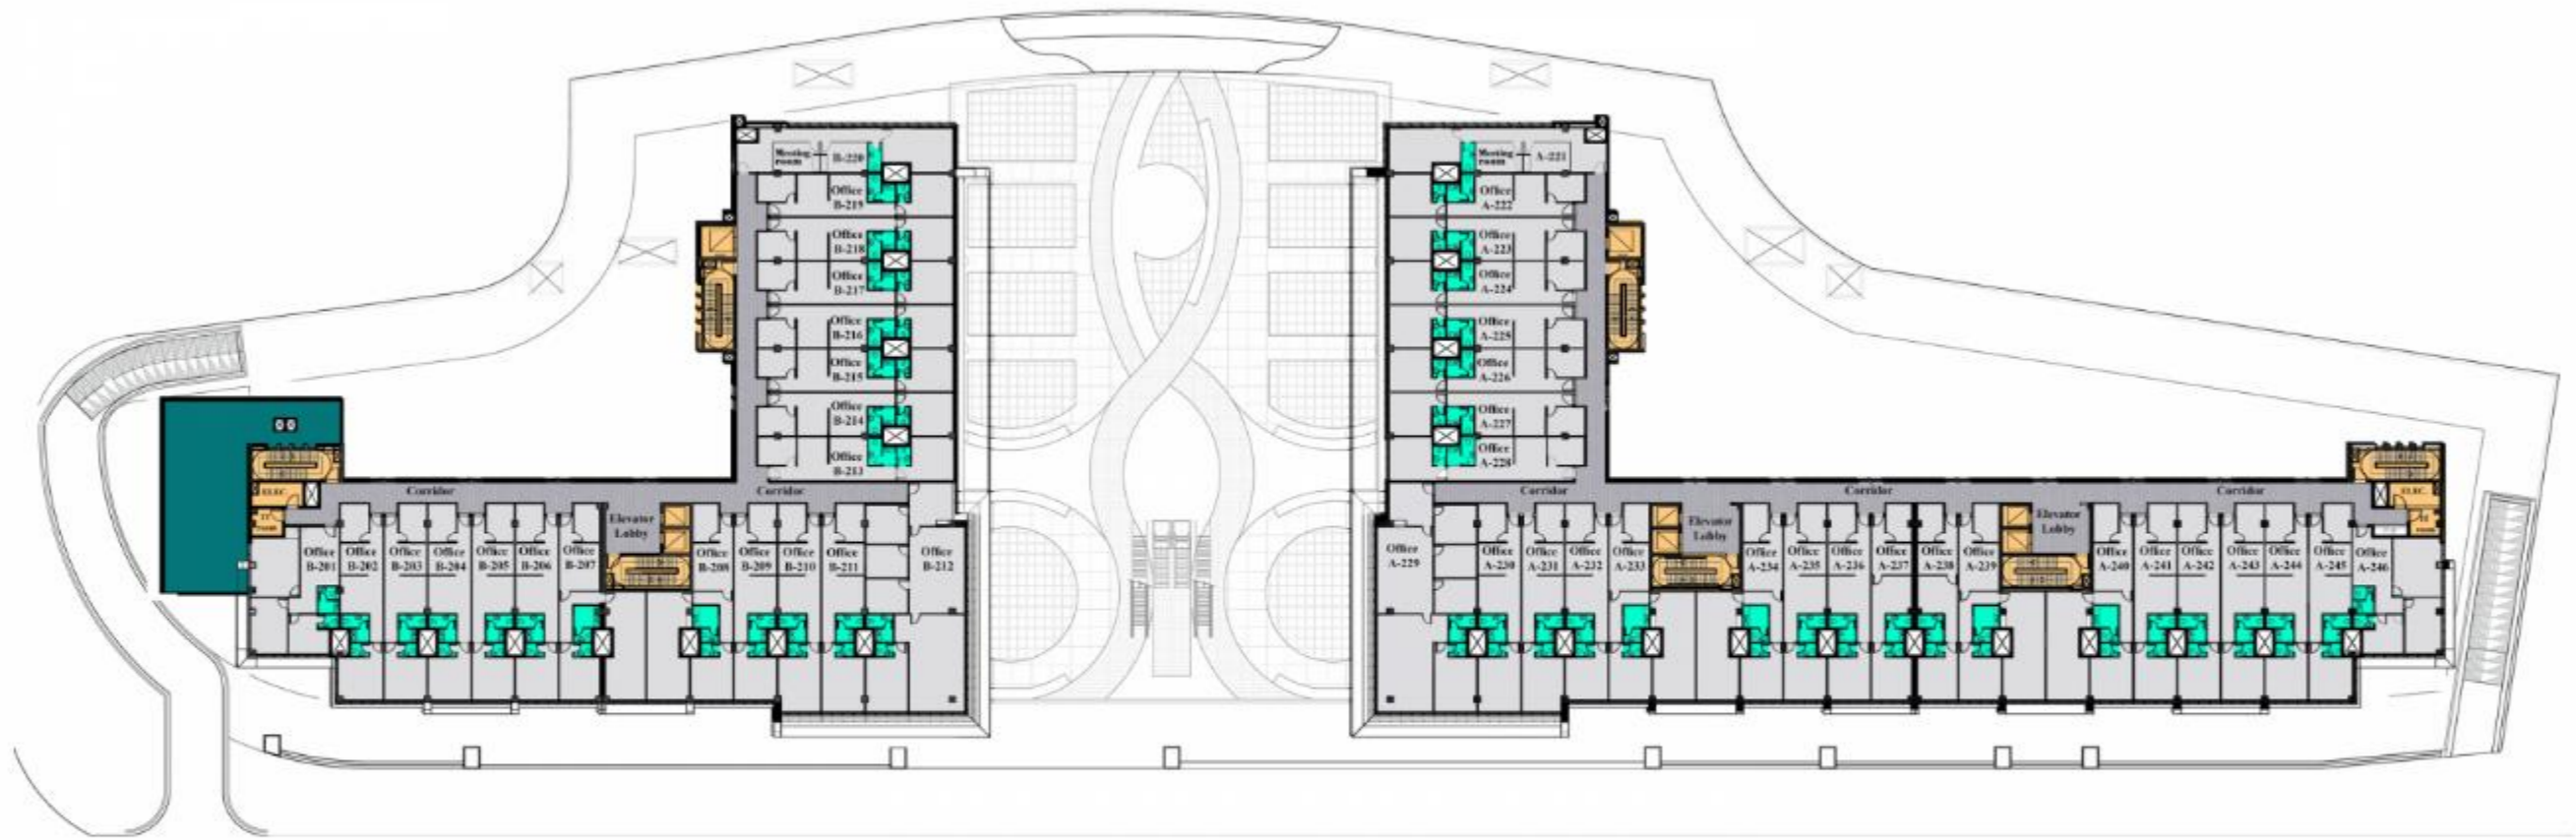 Meeting room
B-220
Office
B-219
Office
B-218
Office
B-217
Office
B-216
Office
B-215
Office
B-214
Office
B-213
Meeting room
A-221
Office
A-222
Office
A-223
Office
A-224
Office
A-225
Office
A-226
Office
A-227
Office
A-228
ELEC.
Corridor
Corridor
Elevator
Lobby
Office
B-201
Office
B-202
Office
B-203
Office
B-204
Office
B-205
Office
B-206
Office
B-207
Office
B-208
Office
B-209
Office
B-210
Office
B-211
Office
B-212
Corridor
Corridor
Corridor
ELEC.
Elevator
Lobby
Elevator
Lobby
Office
A-229
Office
A-230
Office
A-231
Office
A-232
Office
A-233
Office
A-234
Office
A-235
Office
A-236
Office
A-237
Office
A-238
Office
A-239
Office
A-240
Office
A-241
Office
A-242
Office
A-243
Office
A-244
Office
A-245
Office
A-246